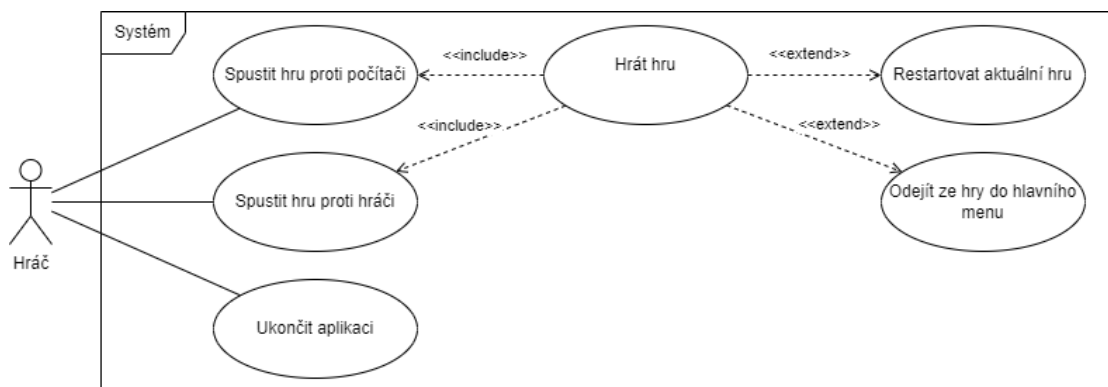 Systém
Spustit hru proti počítači
<<include>>
Hrát hru
<<extend>>
Restartovat aktuální hru
<<include>>
<<extend>>
Spustit hru proti hráči
Odejít ze hry do hlavního
menu
Hráč
Ukončit aplikaci